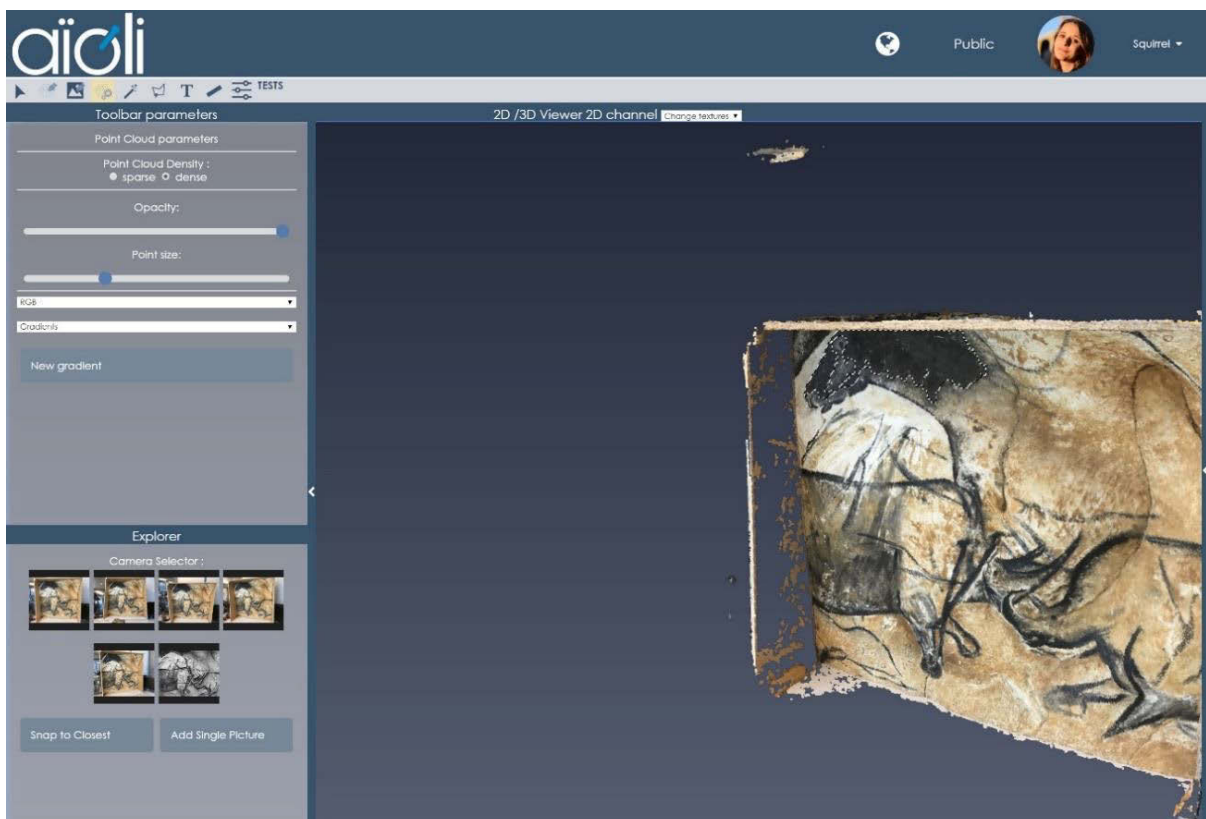 aïoli
Public
Squirrel
T
TESTS
Toolbar parameters
2D /3D Viewer 2D channel
Change textures
Point Cloud parameters
Point Cloud Density :
sparse
dense
Opacity:
Point size:
RGB
Gradients
New gradient
Explorer
Camera Selector :
Snap to Closest
Add Single Picture